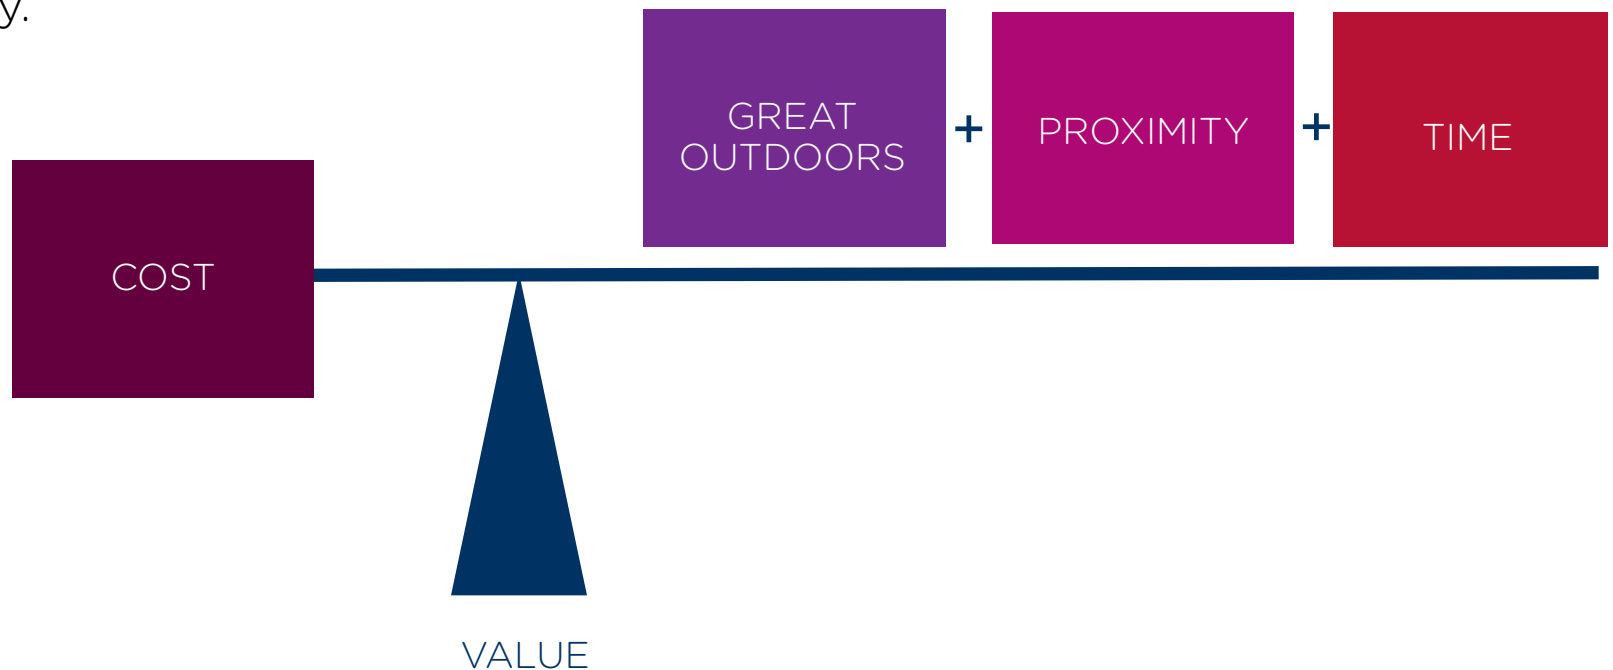 y.
GREAT
OUTDOORS
+
PROXIMITY
+
TIME
COST
VALUE